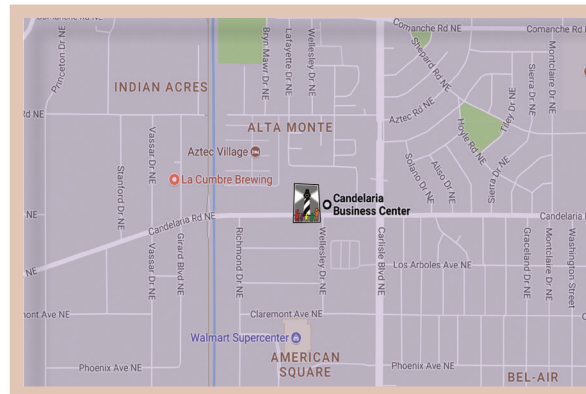 Comanche Rd NE
Comanche Rd NE
Comanche Rd NE
Princeton Dr NE
Bryn Mawr Dr NE
Lafayette Dr NE
Wellesley Dr NE
Shepard Rd NE
Montclaire Dr NE
Sierra Dr NE
INDIAN ACRES
Rd NE
ALTA MONTE
Aztec Rd NE
Tiley Dr NE
Hoyle Rd NE
Vassar Dr NE
Aztec Village
Stanford Dr NE
La Cumbre Brewing
Solano Dr NE
Aliso Dr NE
Sierra Dr NE
Candelaria
Business Center
NE
Candelaria Rd NE
Candelaria
Vassar Dr NE
Girard Blvd NE
Richmond Dr NE
Wellesley Dr NE
Carlisle Blvd NE
Graceland Dr NE
Montclaire Dr NE
Washington Street
Los Arboles Ave NE
NE
mont Ave NE
Claremont Ave NE
Walmart Supercenter
AMERICAN
SQUARE
Phoenix Ave NE
Phoenix Ave NE
BEL-AIR